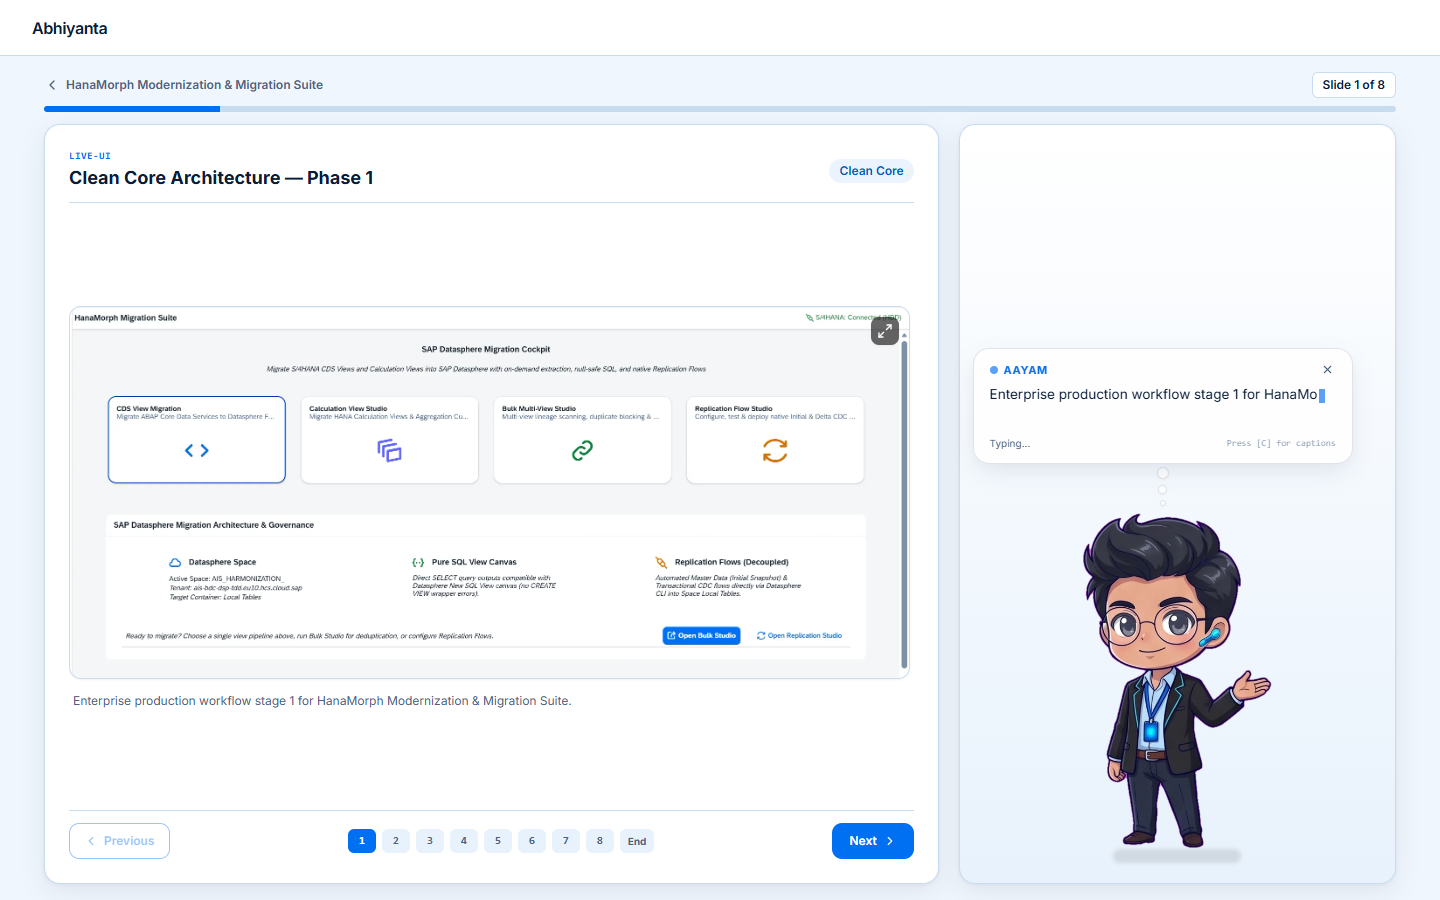 Abhiyanta
HanaMorph Modernization & Migration Suite
Slide 1 of 8
LIVE-UI
Clean Core Architecture — Phase 1
Clean Core
HanaMorph Migration Suite
S/4HANA: Connected (HDD)
SAP Datasphere Migration Cockpit
Migrate S/4HANA CDS Views and Calculation Views into SAP Datasphere with on-demand extraction, null-safe SQL, and native Replication Flows
CDS View Migration
Migrate ABAP Core Data Services to Datasphere F...
Calculation View Studio
Migrate HANA Calculation Views & Aggregation Cu...
Bulk Multi-View Studio
Multi-view lineage scanning, duplicate blocking & ...
Replication Flow Studio
Configure, test & deploy native Initial & Delta CDC ...
SAP Datasphere Migration Architecture & Governance
Datasphere Space
Active Space: AIS_HARMONIZATION_
Tenant: ais-bdc-dsp-tdd.eu10.hcs.cloud.sap
Target Container: Local Tables
Pure SQL View Canvas
Direct SELECT query outputs compatible with
Datasphere New SQL View canvas (no CREATE
VIEW wrapper errors).
Replication Flows (Decoupled)
Automated Master Data (Initial Snapshot) &
Transactional CDC flows directly via Datasphere
CLI into Space Local Tables.
Ready to migrate? Choose a single view pipeline above, run Bulk Studio for deduplication, or configure Replication Flows.
Open Bulk Studio
Open Replication Studio
Enterprise production workflow stage 1 for HanaMorph Modernization & Migration Suite.
Previous
1
2
3
4
5
6
7
8
End
Next
AAYAM
Enterprise production workflow stage 1 for HanaMo
Typing...
Press [C] for captions